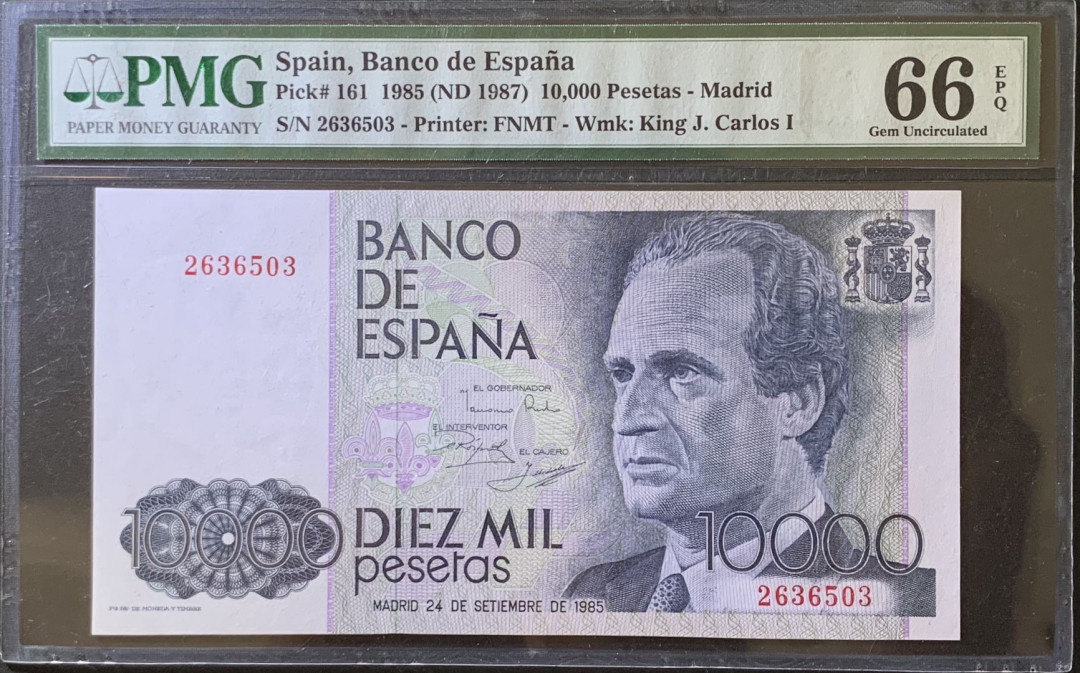 PMG
PAPER MONEY GUARANTY
Spain, Banco de España
Pick# 161 1985 (ND 1987) 10,000 Pesetas - Madrid
S/N 2636503 - Printer: FNMT - Wmk: King J. Carlos I
66
EPQ
Gem Uncirculated
2636503
BANCO
DE
ESPAÑA
EL GOBERNADOR
EL INTERVENTOR
EL CAJERO
10000
DIEZ MIL
pesetas
10000
2636503
MADRID 24 DE SETIEMBRE DE 1985